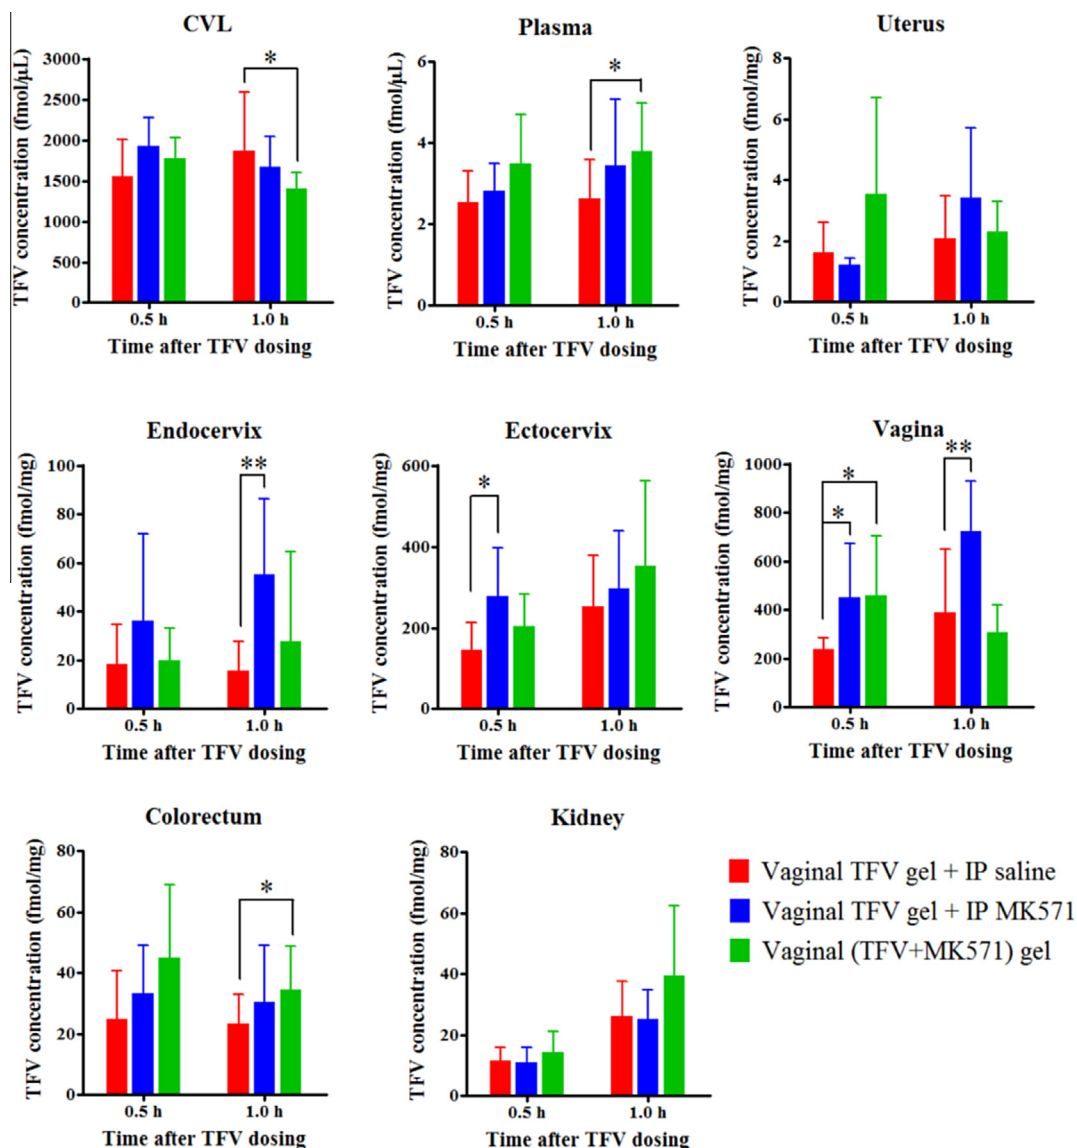 CVL
TFV concentration (fmol/μL)
3000
2500
2000
1500
1000
500
0
*
0.5 h
1.0 h
Time after TFV dosing
Plasma
TFV concentration (fmol/μL)
6
4
2
0
*
0.5 h
1.0 h
Time after TFV dosing
Uterus
TFV concentration (fmol/mg)
8
6
4
2
0
0.5 h
1.0 h
Time after TFV dosing
Endocervix
TFV concentration (fmol/mg)
100
80
60
40
20
0
**
0.5 h
1.0 h
Time after TFV dosing
Ectocervix
TFV concentration (fmol/mg)
600
400
200
0
*
0.5 h
1.0 h
Time after TFV dosing
Vagina
TFV concentration (fmol/mg)
1000
800
600
400
200
0
*
*
**
0.5 h
1.0 h
Time after TFV dosing
Colorectum
TFV concentration (fmol/mg)
80
60
40
20
0
*
0.5 h
1.0 h
Time after TFV dosing
Kidney
TFV concentration (fmol/mg)
80
60
40
20
0
0.5 h
1.0 h
Time after TFV dosing
Vaginal TFV gel + IP saline
Vaginal TFV gel + IP MK571
Vaginal (TFV+MK571) gel